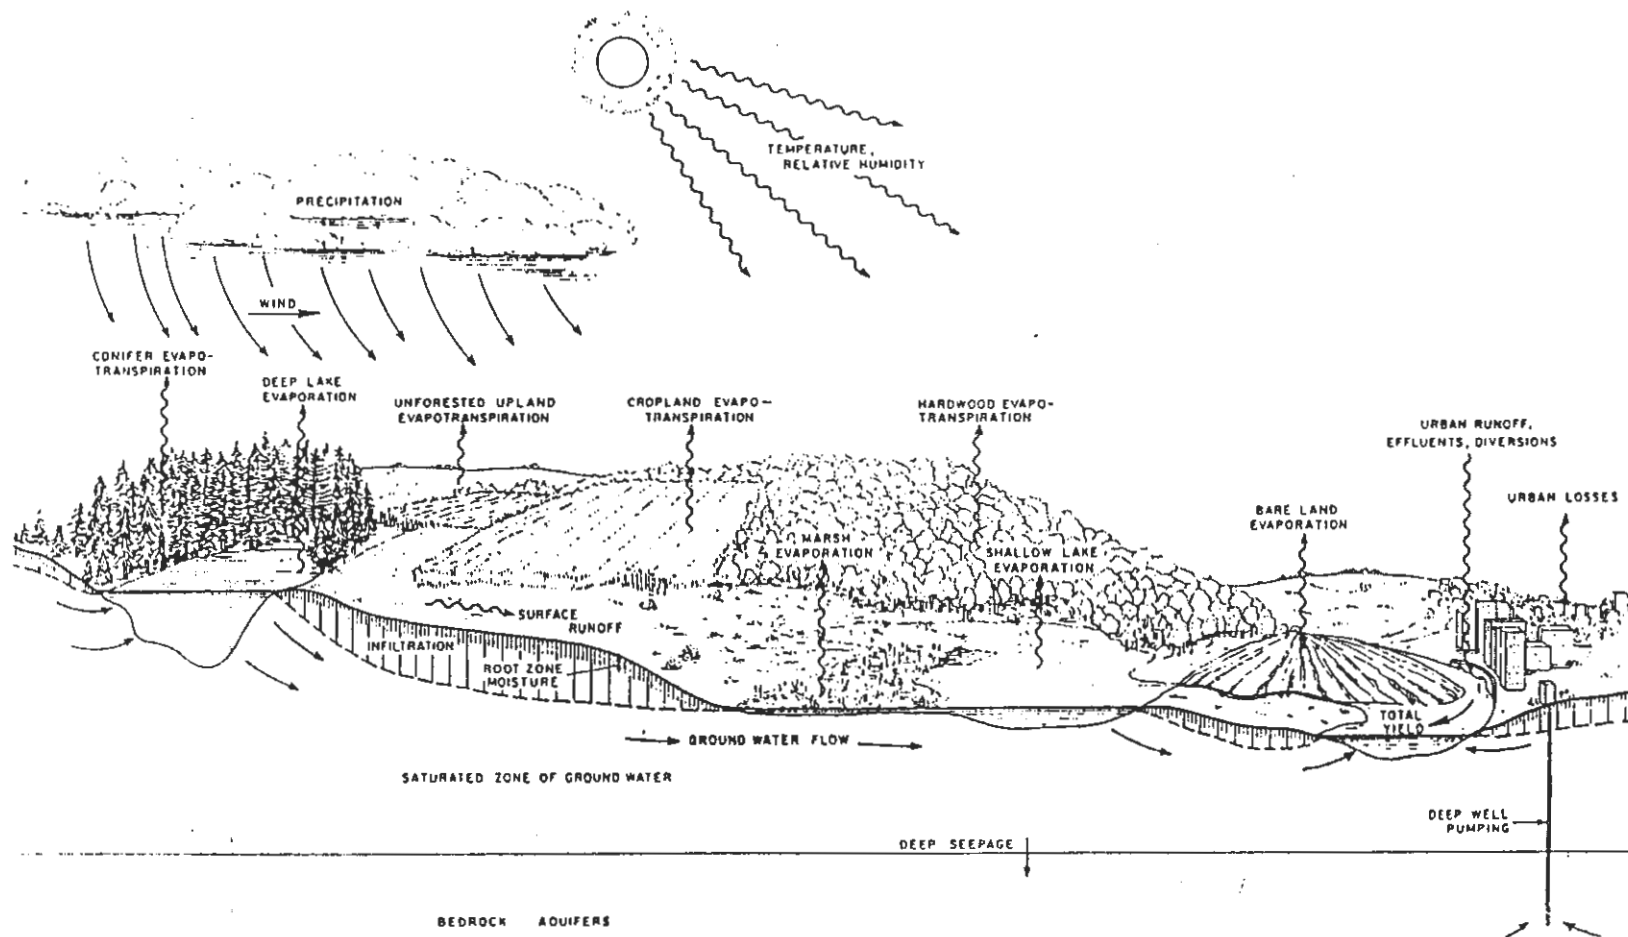 TEMPERATURE,
RELATIVE HUMIDITY
PRECIPITATION
WIND
CONIFER EVAPO-
TRANSPIRATION
DEEP LAKE
EVAPORATION
UNFORESTED UPLAND
EVAPOTRANSPIRATION
CROPLAND EVAPO-
TRANSPIRATION
HARDWOOD EVAPO-
TRANSPIRATION
URBAN RUNOFF,
EFFLUENTS, DIVERSIONS
URBAN LOSSES
BARE LAND
EVAPORATION
MARSH
EVAPORATION
SHALLOW LAKE
EVAPORATION
SURFACE
RUNOFF
INFILTRATION
ROOT ZONE
MOISTURE
TOTAL
YIELD
GROUND WATER FLOW
SATURATED ZONE OF GROUND WATER
DEEP WELL
PUMPING
DEEP SEEPAGE
BEDROCK AQUIFERS